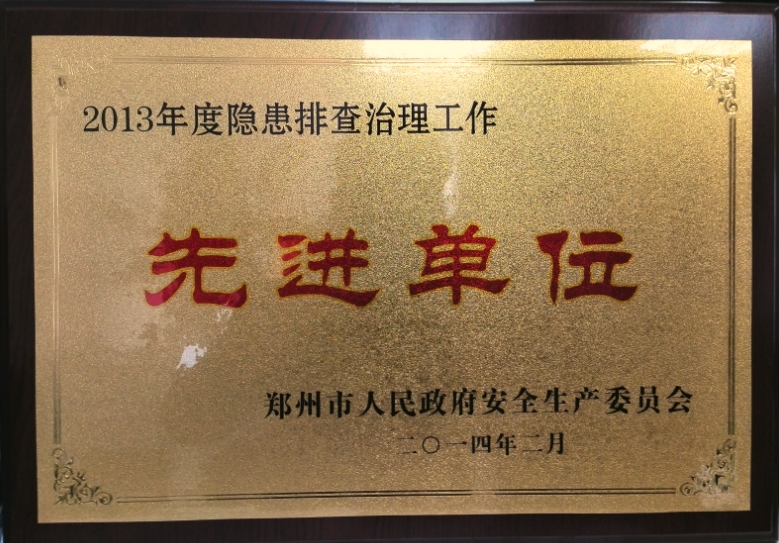 2013年度隐患排查治理工作
先进单位
郑州市人民政府安全生产委员会
二〇一四年二月